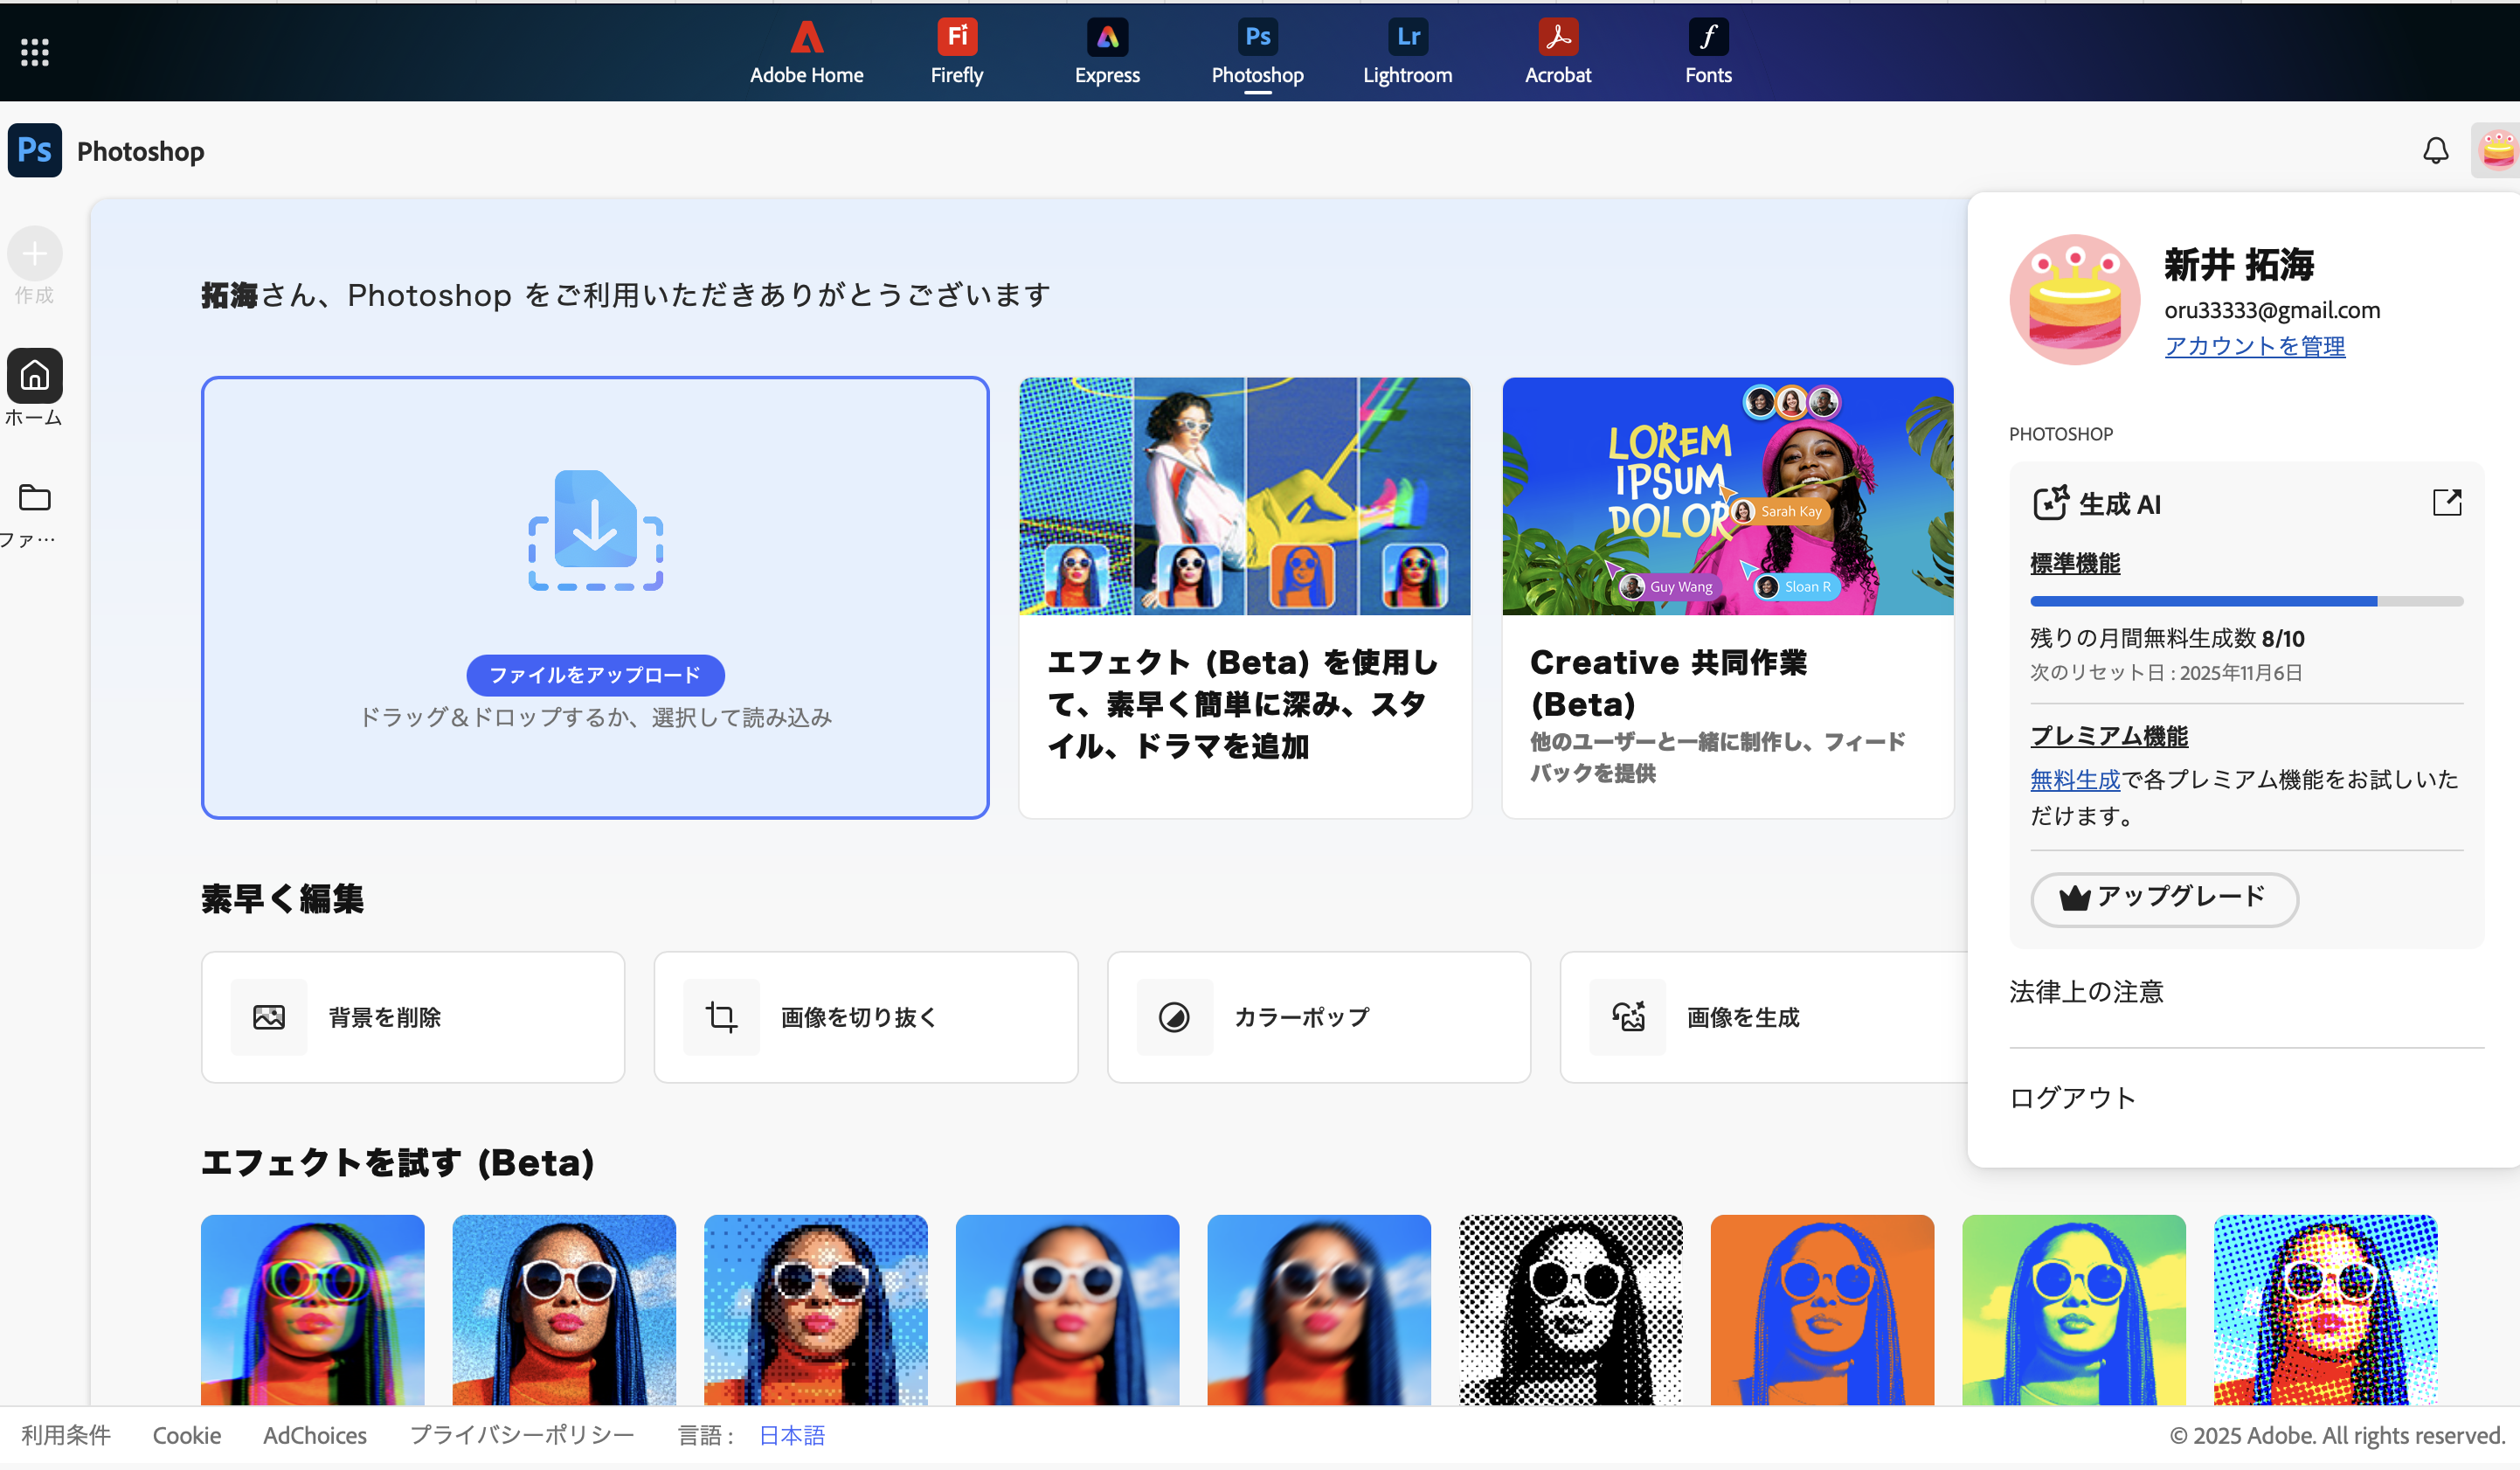 Adobe Home
Fi
Firefly
Express
Ps
Photoshop
Lr
Lightroom
Acrobat
f
Fonts
Ps
Photoshop
作成
ホーム
ファ…
拓海さん、Photoshop をご利用いただきありがとうございます
ファイルをアップロード
ドラッグ＆ドロップするか、選択して読み込み
エフェクト (Beta) を使用し
て、素早く簡単に深み、スタ
イル、ドラマを追加
LOREM
IPSUM
DOLOR
Sarah Kay
Guy Wang
Sloan R
Creative 共同作業
(Beta)
他のユーザーと一緒に制作し、フィード
バックを提供
素早く編集
背景を削除
画像を切り抜く
カラーポップ
画像を生成
エフェクトを試す (Beta)
新井 拓海
oru33333@gmail.com
アカウントを管理
PHOTOSHOP
生成 AI
標準機能
残りの月間無料生成数 8/10
次のリセット日 : 2025年11月6日
プレミアム機能
無料生成で各プレミアム機能をお試しいた
だけます。
アップグレード
法律上の注意
ログアウト
利用条件
Cookie
AdChoices
プライバシーポリシー
言語 :
日本語
© 2025 Adobe. All rights reserved.